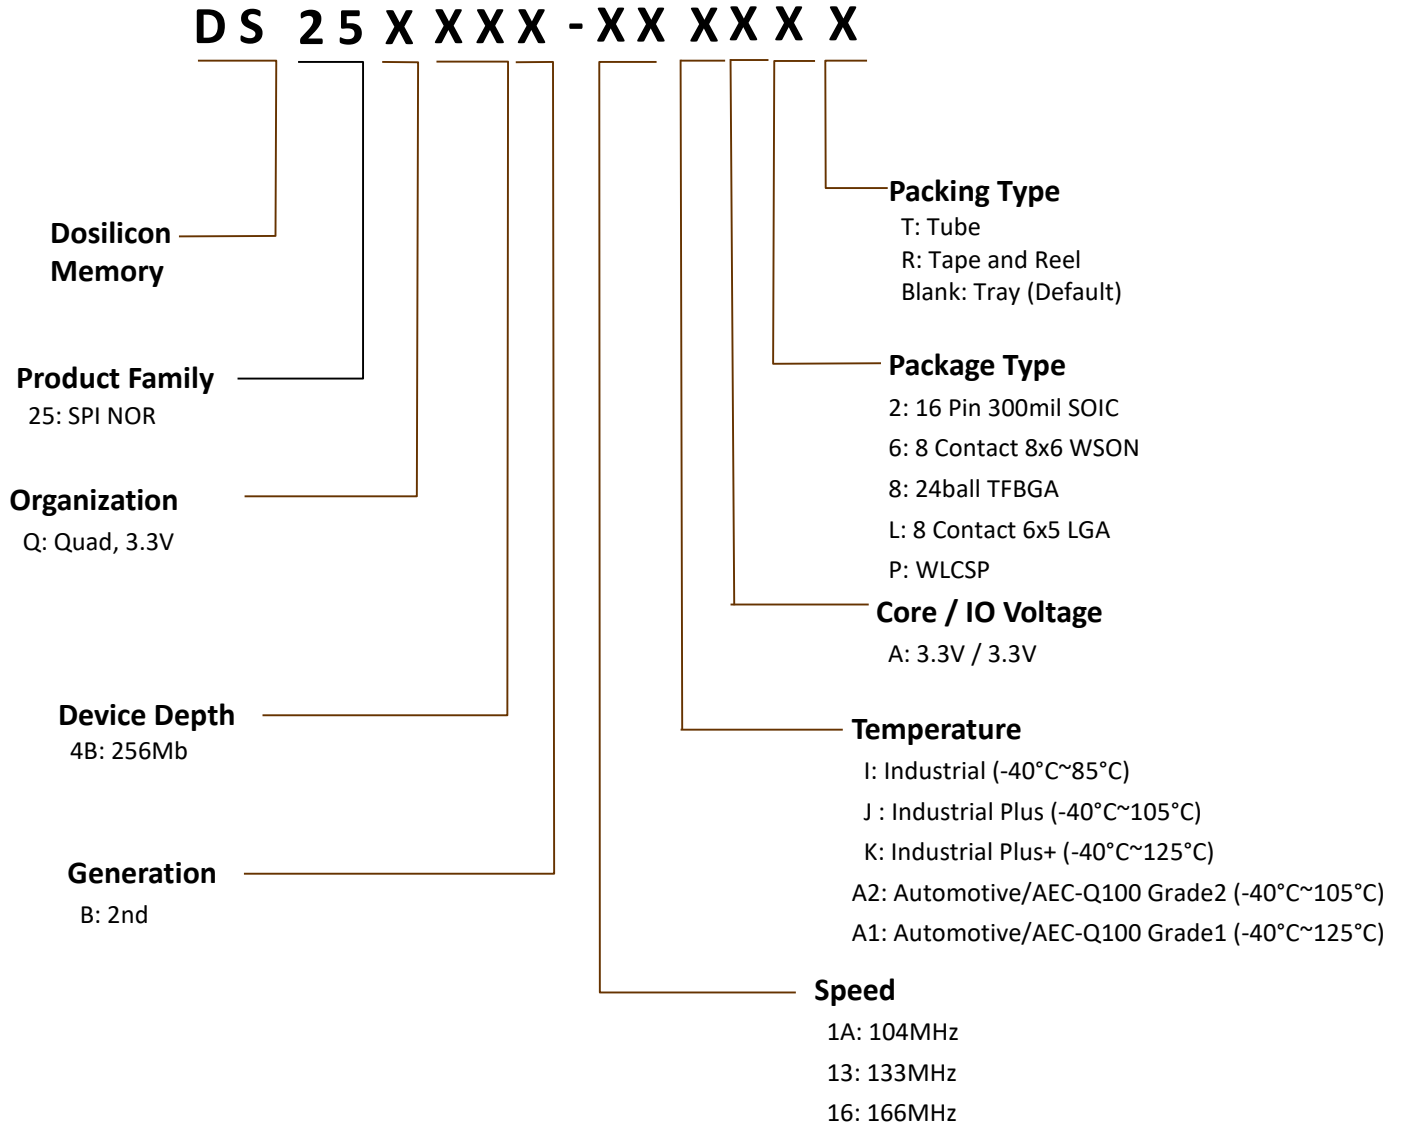 DS 25 X XX X - XX X X X X
Dosilicon
Memory
Product Family
25: SPI NOR
Organization
Q: Quad, 3.3V
Device Depth
4B: 256Mb
Generation
B: 2nd
Packing Type
T: Tube
R: Tape and Reel
Blank: Tray (Default)
Package Type
2: 16 Pin 300mil SOIC
6: 8 Contact 8x6 WSON
8: 24ball TFBGA
L: 8 Contact 6x5 LGA
P: WLCSP
Core / IO Voltage
A: 3.3V / 3.3V
Temperature
I: Industrial (-40°C~85°C)
J : Industrial Plus (-40°C~105°C)
K: Industrial Plus+ (-40°C~125°C)
A2: Automotive/AEC-Q100 Grade2 (-40°C~105°C)
A1: Automotive/AEC-Q100 Grade1 (-40°C~125°C)
Speed
1A: 104MHz
13: 133MHz
16: 166MHz